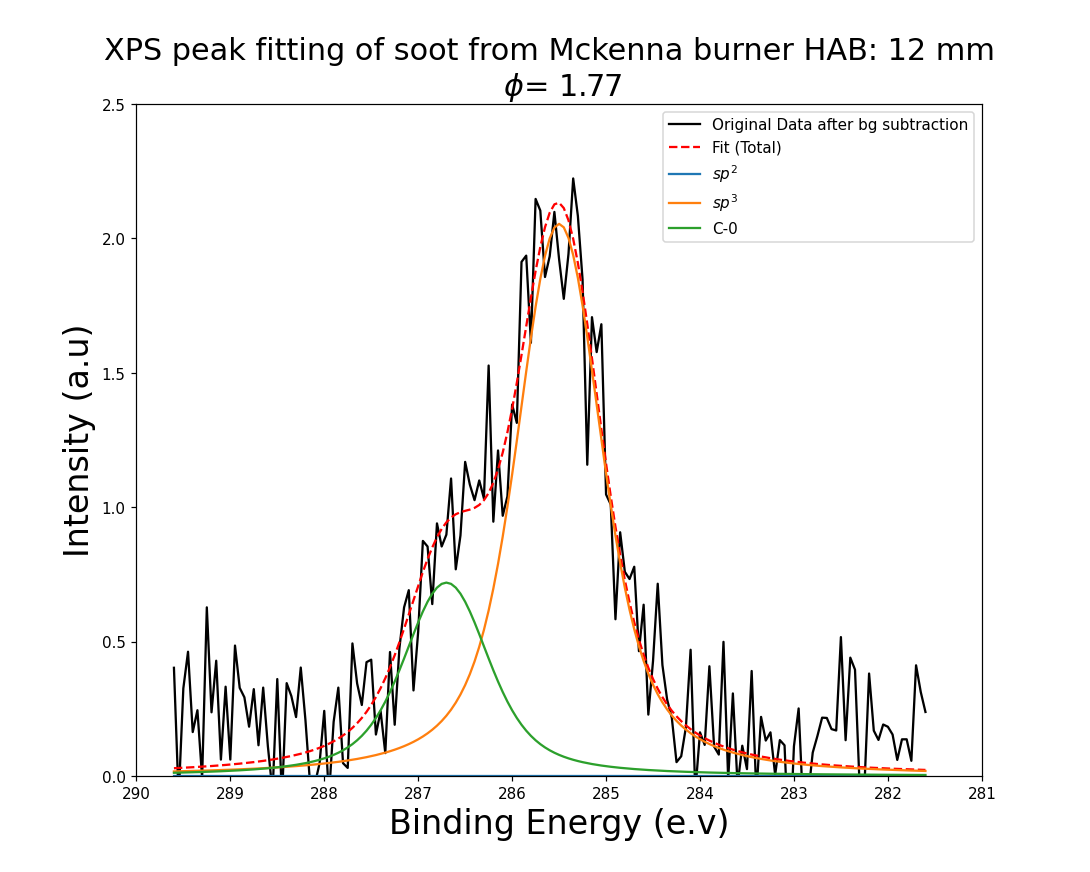 XPS peak fitting of soot from Mckenna burner HAB: 12 mm
ϕ= 1.77
2.5
2.0
1.5
1.0
0.5
0.0
Intensity (a.u)
Original Data after bg subtraction
Fit (Total)
sp²
sp³
C-0
290 289 288 287 286 285 284 283 282 281
Binding Energy (e.v)